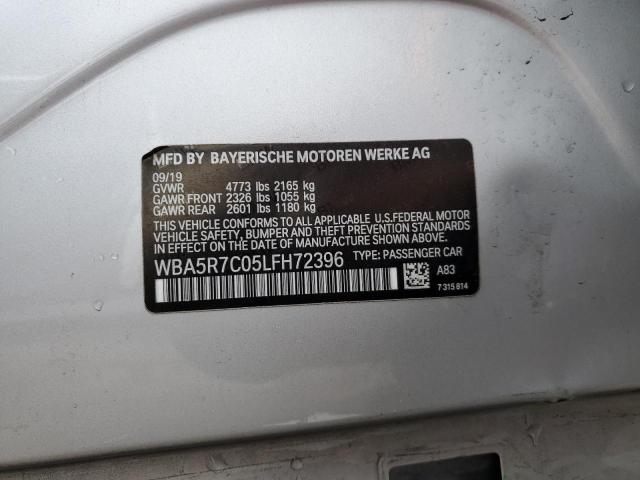 MFD BY BAYERISCHE MOTOREN WERKE AG
09/19
GVWR 4773 lbs 2165 kg
GAWR FRONT 2326 lbs 1055 kg
GAWR REAR 2601 lbs 1180 kg
THIS VEHICLE CONFORMS TO ALL APPLICABLE U.S.FEDERAL MOTOR
VEHICLE SAFETY, BUMPER AND THEFT PREVENTION STANDARDS IN
EFFECT ON THE DATE OF MANUFACTURE SHOWN ABOVE.
WBA5R7C05LFH72396 TYPE: PASSENGER CAR
A83
7 315 814